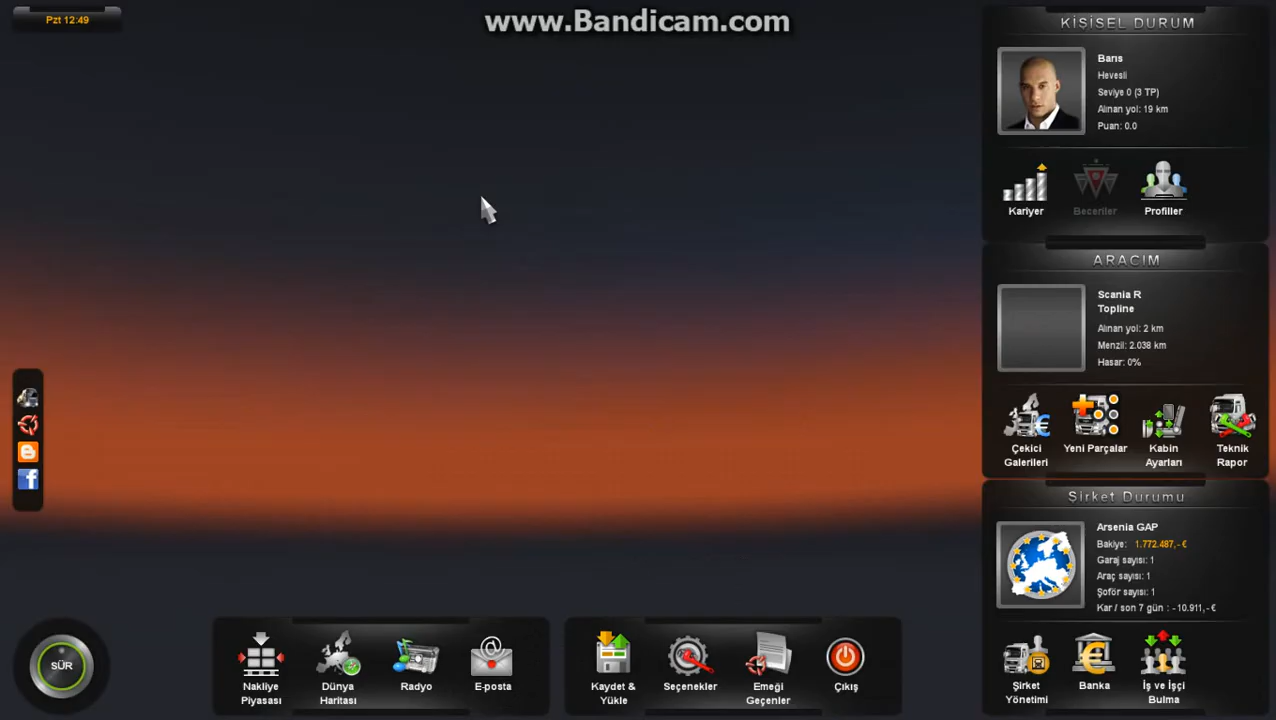 Pzt 12:49
www.Bandicam.com
KİŞİSEL DURUM
Barıs
Hevesli
Seviye 0 (3 TP)
Alınan yol: 19 km
Puan: 0.0
Kariyer
Beceriler
Profiller
ARACIM
Scania R
Topline
Alınan yol: 2 km
Menzil: 2.038 km
Hasar: 0%
Çekici
Galerileri
Yeni Parçalar
Kabin
Ayarları
Teknik
Rapor
Şirket Durumu
Arsenia GAP
Bakiye: 1.772.487,- €
Garaj sayısı: 1
Araç sayısı: 1
Şoför sayısı: 1
Kar / son 7 gün : - 10.911,- €
Şirket
Yönetimi
Banka
İş ve İşçi
Bulma
SÜR
Nakliye
Piyasası
Dünya
Haritası
Radyo
E-posta
Kaydet &
Yükle
Seçenekler
Emeği
Geçenler
Çıkış